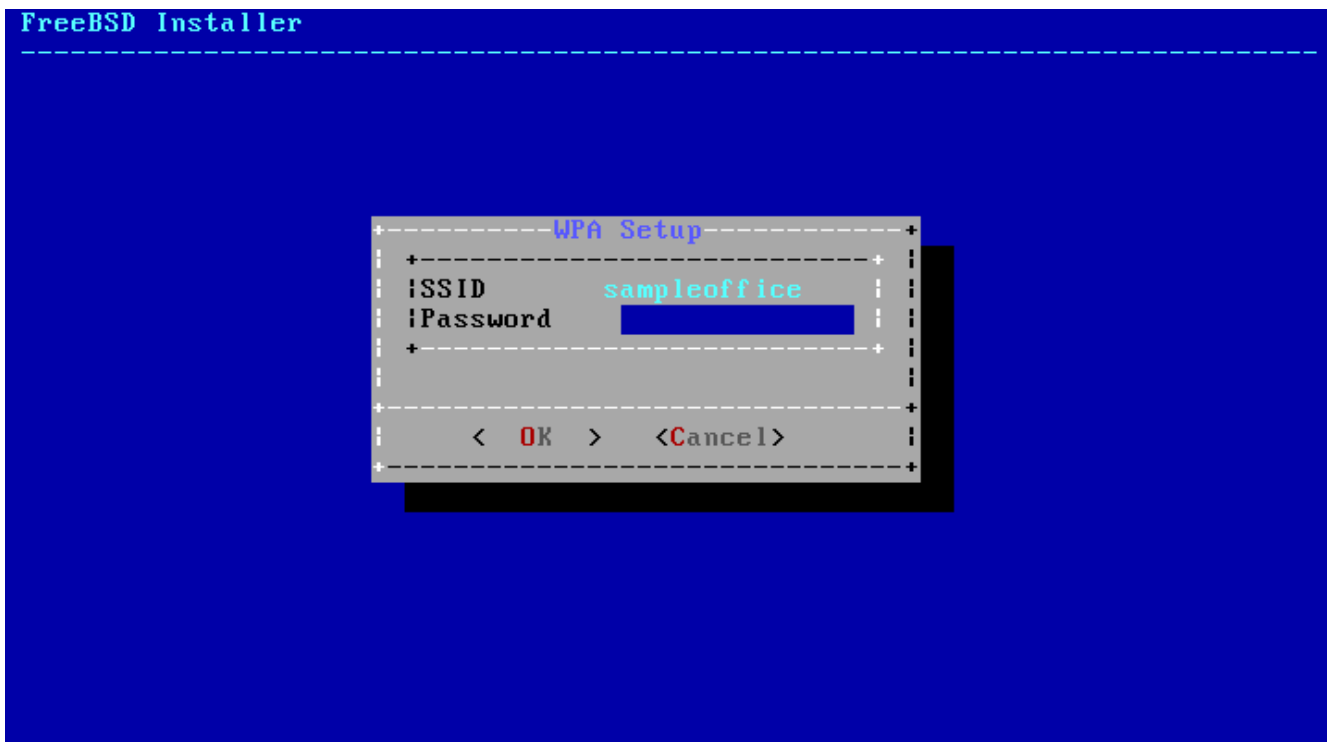 FreeBSD Installer
WPA Setup
SSID sampleoffice
Password
< OK > <Cancel>